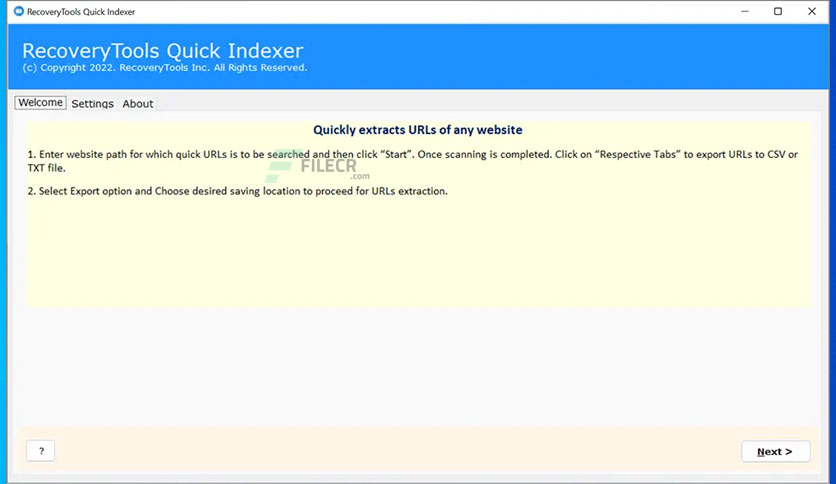 RecoveryTools Quick Indexer
RecoveryTools Quick Indexer
(c) Copyright 2022. RecoveryTools Inc. All Rights Reserved.
Welcome Settings About
Quickly extracts URLs of any website
1. Enter website path for which quick URLs is to be searched and then click “Start”. Once scanning is completed. Click on “Respective Tabs” to export URLs to CSV or
TXT file.
FILECR
.com
2. Select Export option and Choose desired saving location to proceed for URLs extraction.
? Next >